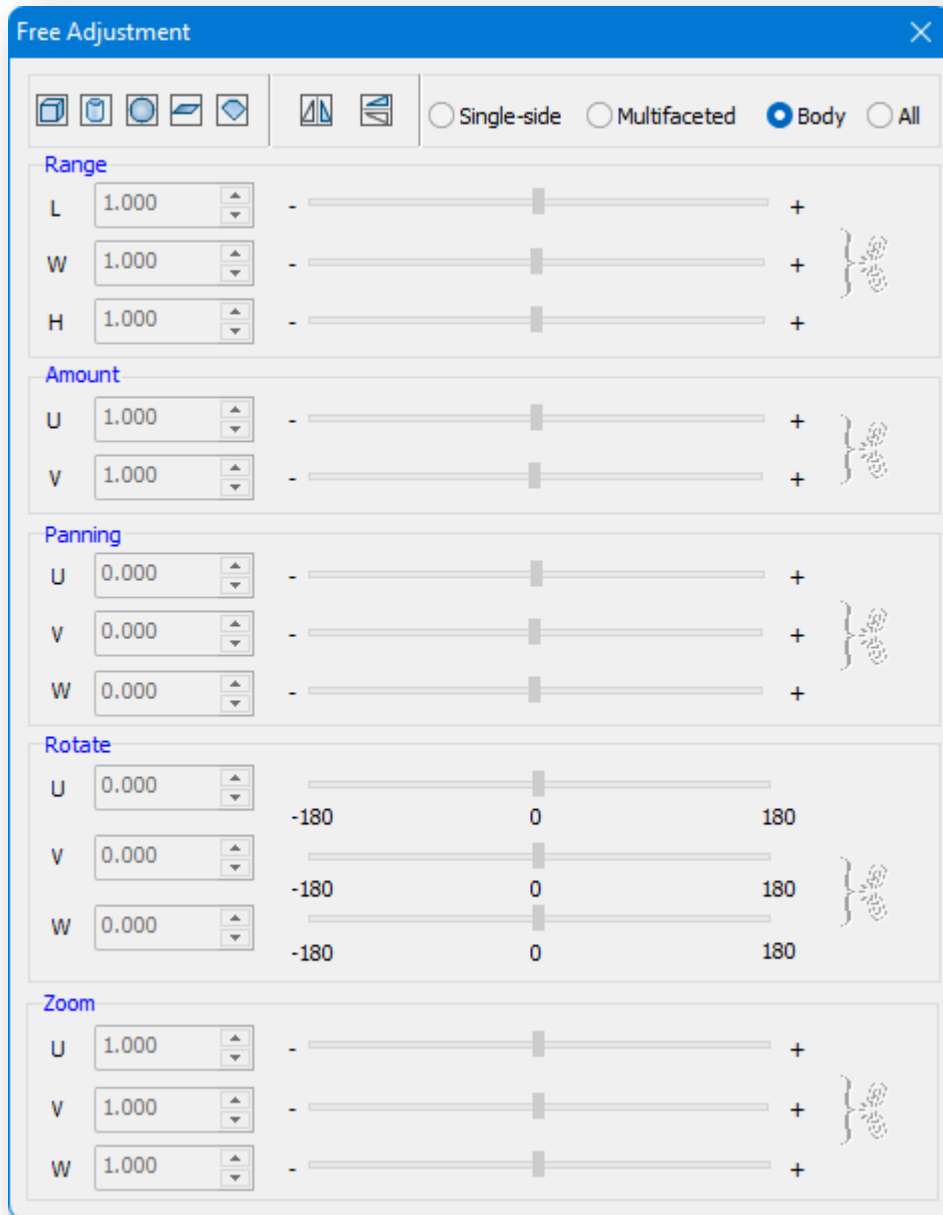 Free Adjustment
Single-side Multifaceted Body All
Range
L 1.000 - +
W 1.000 - +
H 1.000 - +
Amount
U 1.000 - +
V 1.000 - +
Panning
U 0.000 - +
V 0.000 - +
W 0.000 - +
Rotate
U 0.000
-180 0 180
V 0.000
-180 0 180
W 0.000
-180 0 180
Zoom
U 1.000 - +
V 1.000 - +
W 1.000 - +